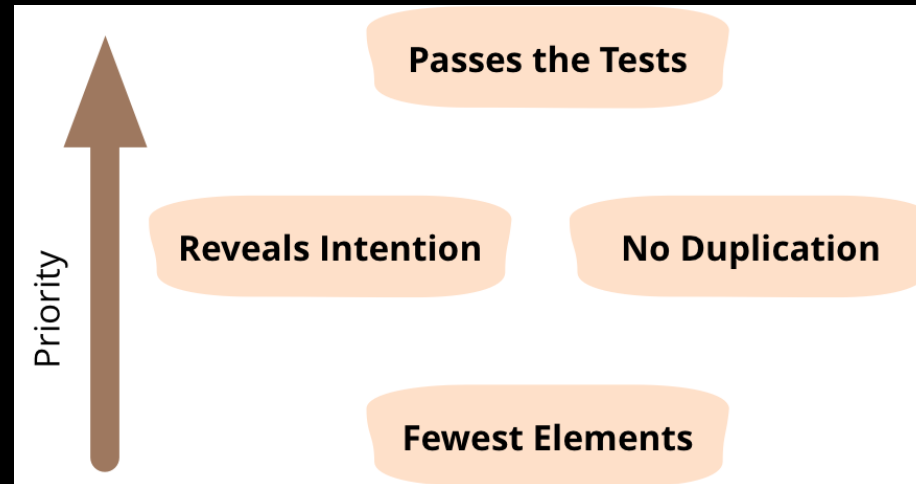 Passes the Tests
Reveals Intention
No Duplication
Priority
Fewest Elements